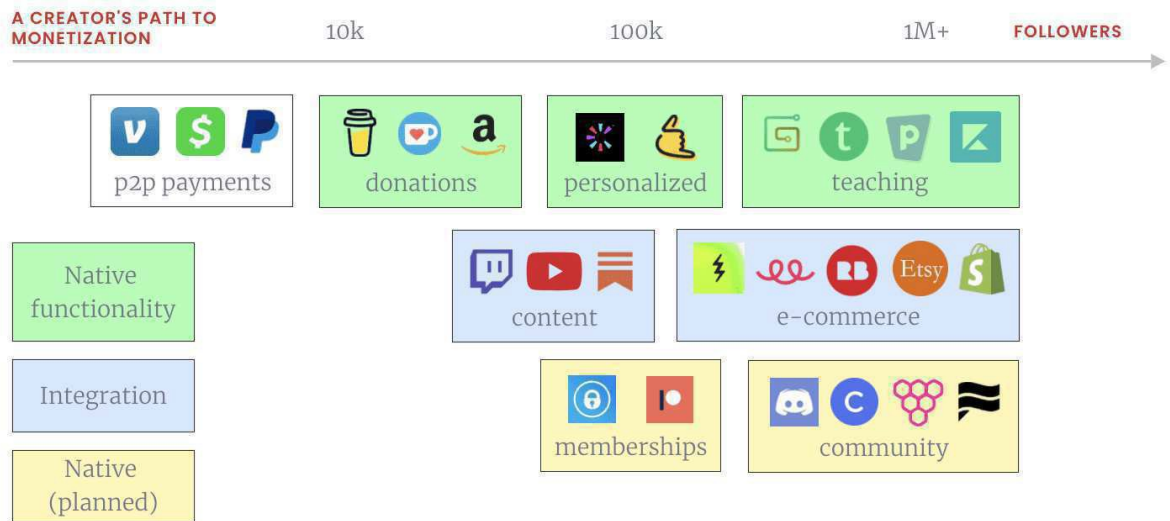 A CREATOR'S PATH TO
MONETIZATION
10k
100k
1M+
FOLLOWERS
p2p payments
donations
personalized
teaching
Native
functionality
content
Etsy
e-commerce
Integration
memberships
community
Native
(planned)